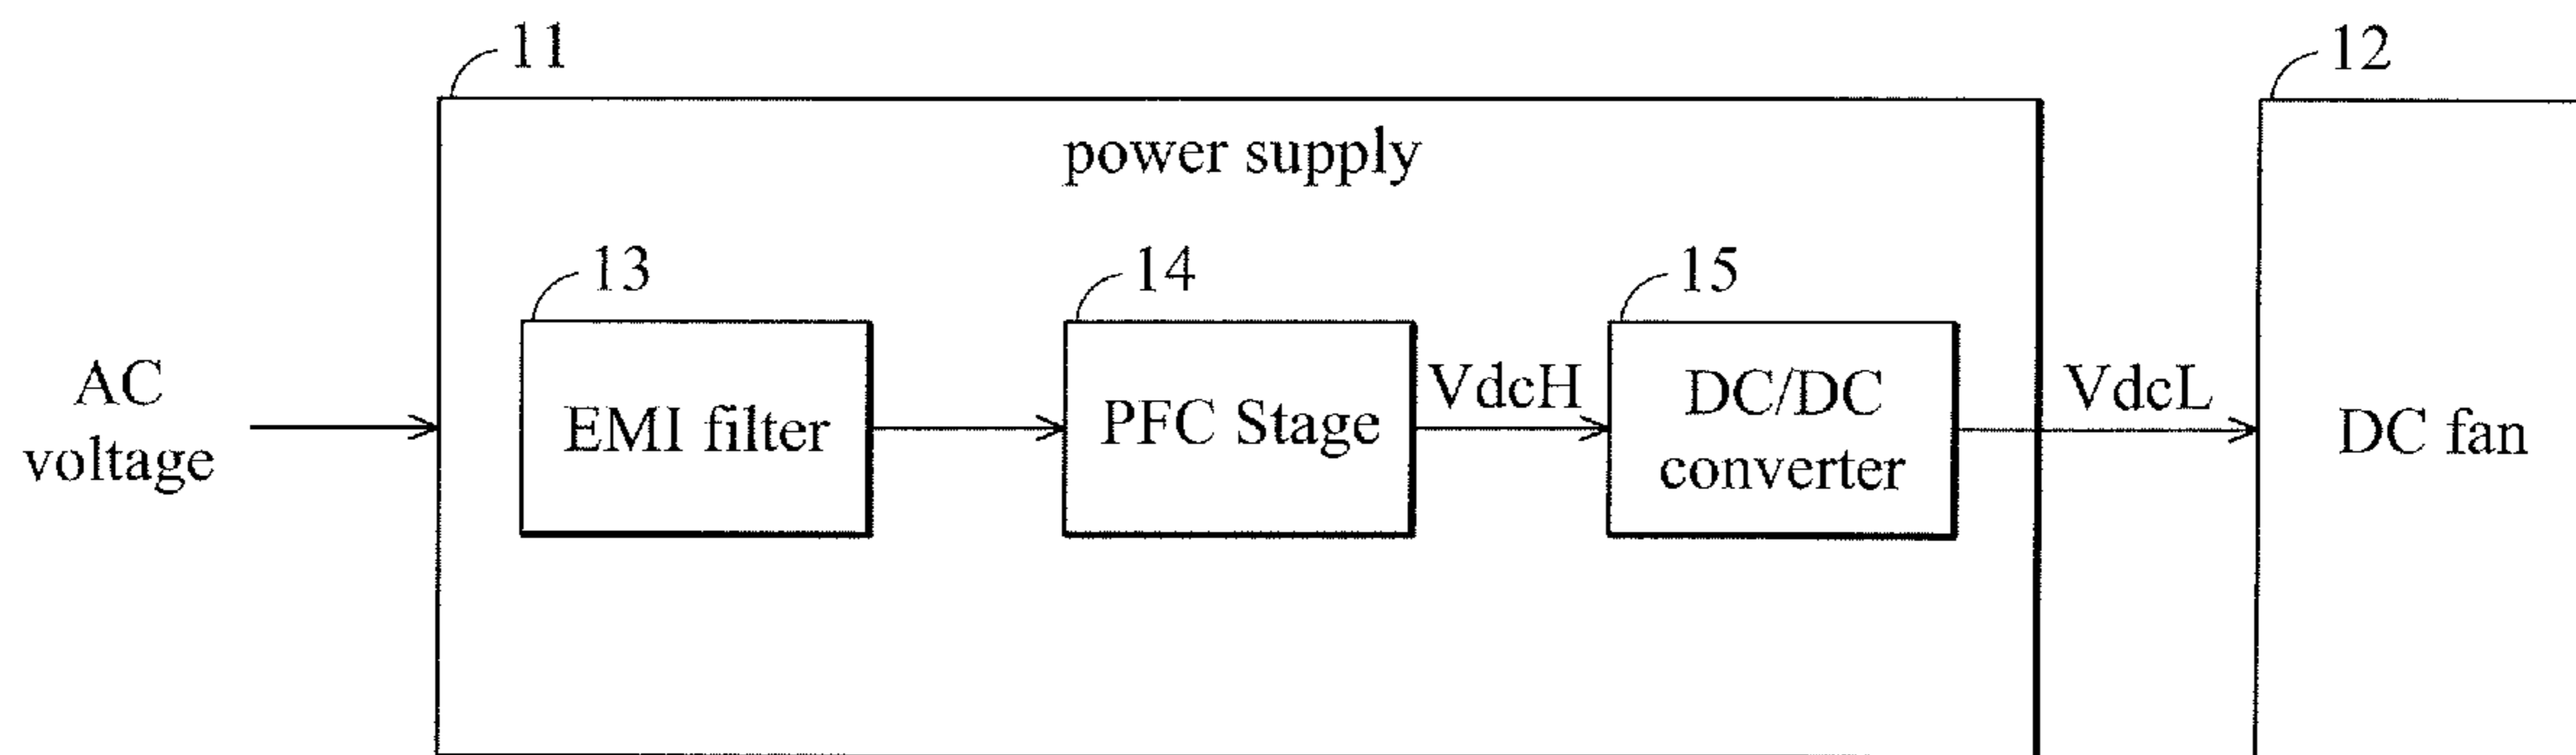 11
12
power supply
13
14
15
AC
voltage
EMI filter
PFC Stage
VdcH
DC/DC
converter
VdcL
DC fan